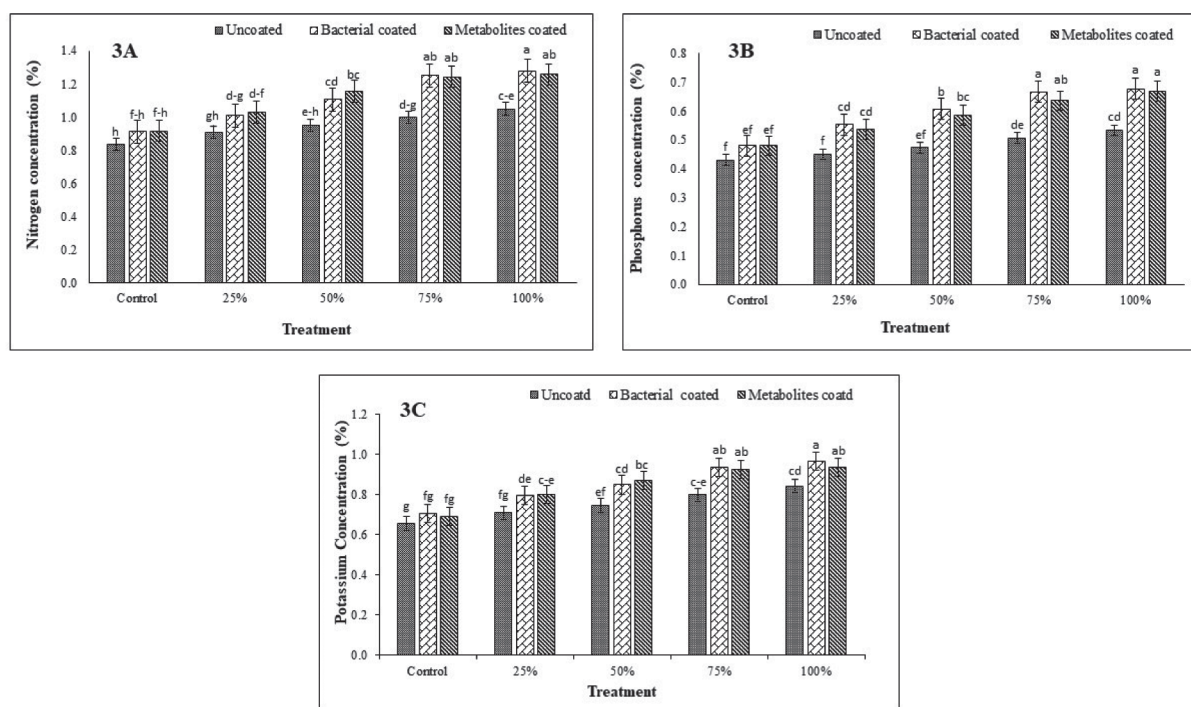 Uncoated Bacterial coated Metabolites coated
3A
Nitrogen concentration (%)
1.4
1.2
1.0
0.8
0.6
0.4
0.2
0.0
h f-h f-h gh d-g d-f e-h cd bc d-g ab ab c-e a ab
Control 25% 50% 75% 100%
Treatment
Uncoated Bacterial coated Metabolites coated
3B
Phosphorus concentration (%)
0.8
0.7
0.6
0.5
0.4
0.3
0.2
0.1
0.0
f ef ef f cd cd ef b bc de a ab cd a a
Control 25% 50% 75% 100%
Treatment
Uncoatd Bacterial coated Metabolites coatd
3C
Potassium Concentration (%)
1.2
1.0
0.8
0.6
0.4
0.2
0.0
g fg fg fg de c-e ef cd bc c-e ab ab cd a ab
Control 25% 50% 75% 100%
Treatment